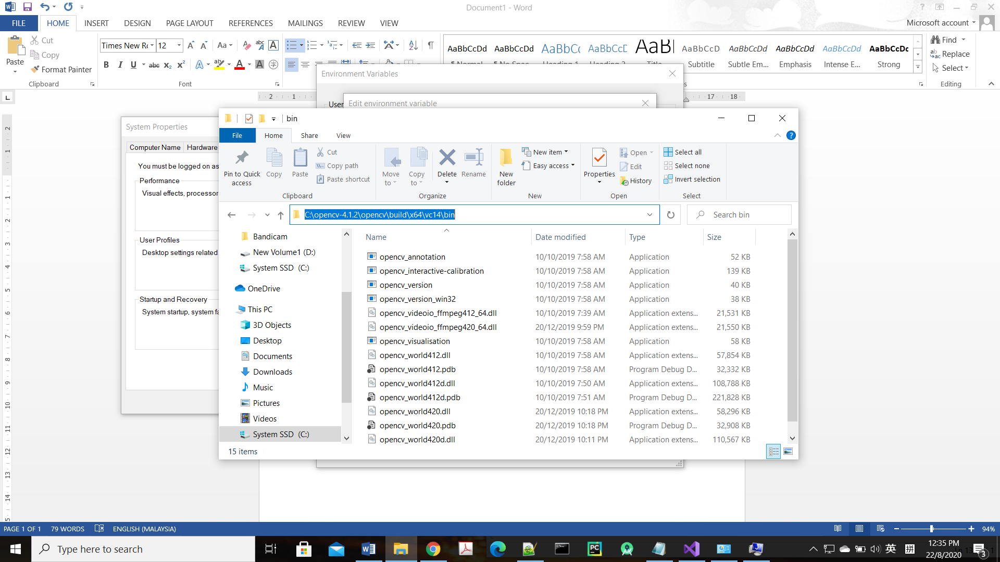 Document1 - Word
FILE HOME INSERT DESIGN PAGE LAYOUT REFERENCES MAILINGS REVIEW VIEW Microsoft account
Paste
Cut
Copy
Format Painter
Clipboard
Times New Ro 12
Font
AaBbCcDd AaBbCcDd AaBbCc AaBbCcD AaBl AaBbCcD AaBbCcDd AaBbCcDd AaBbCcDd AaBbCcDc
Subtitle Subtle Em... Emphasis Intense E... Strong
Find
Replace
Select
Editing
Environment Variables
User
Edit environment variable
System Properties
Computer Name Hardware
You must be logged on as
Performance
Visual effects, processor
User Profiles
Desktop settings related
Startup and Recovery
System startup, system fa
bin
File Home Share View
Pin to Quick access
Copy
Paste
Cut
Copy path
Paste shortcut
Clipboard
Move to
Copy to
Delete
Rename
Organize
New folder
New item
Easy access
New
Properties
Open
Edit
History
Open
Select all
Select none
Invert selection
Select
C:\opencv-4.1.2\opencv\build\x64\vc14\bin
Search bin
Bandicam
New Volume1 (D:)
System SSD (C:)
OneDrive
This PC
3D Objects
Desktop
Documents
Downloads
Music
Pictures
Videos
System SSD (C:)
Name Date modified Type Size
opencv_annotation 10/10/2019 7:58 AM Application 52 KB
opencv_interactive-calibration 10/10/2019 7:58 AM Application 139 KB
opencv_version 10/10/2019 7:58 AM Application 40 KB
opencv_version_win32 10/10/2019 7:58 AM Application 38 KB
opencv_videoio_ffmpeg412_64.dll 10/10/2019 7:39 AM Application extens... 21,531 KB
opencv_videoio_ffmpeg420_64.dll 20/12/2019 9:59 PM Application extens... 21,550 KB
opencv_visualisation 10/10/2019 7:58 AM Application 58 KB
opencv_world412.dll 10/10/2019 7:58 AM Application extens... 57,854 KB
opencv_world412.pdb 10/10/2019 7:58 AM Program Debug D... 32,332 KB
opencv_world412d.dll 10/10/2019 7:50 AM Application extens... 108,788 KB
opencv_world412d.pdb 10/10/2019 7:51 AM Program Debug D... 221,828 KB
opencv_world420.dll 20/12/2019 10:18 PM Application extens... 58,296 KB
opencv_world420.pdb 20/12/2019 10:18 PM Program Debug D... 32,908 KB
opencv_world420d.dll 20/12/2019 10:11 PM Application extens... 110,567 KB
15 items
PAGE 1 OF 1 79 WORDS ENGLISH (MALAYSIA) 94%
Type here to search
英 拼
12:35 PM
22/8/2020
3